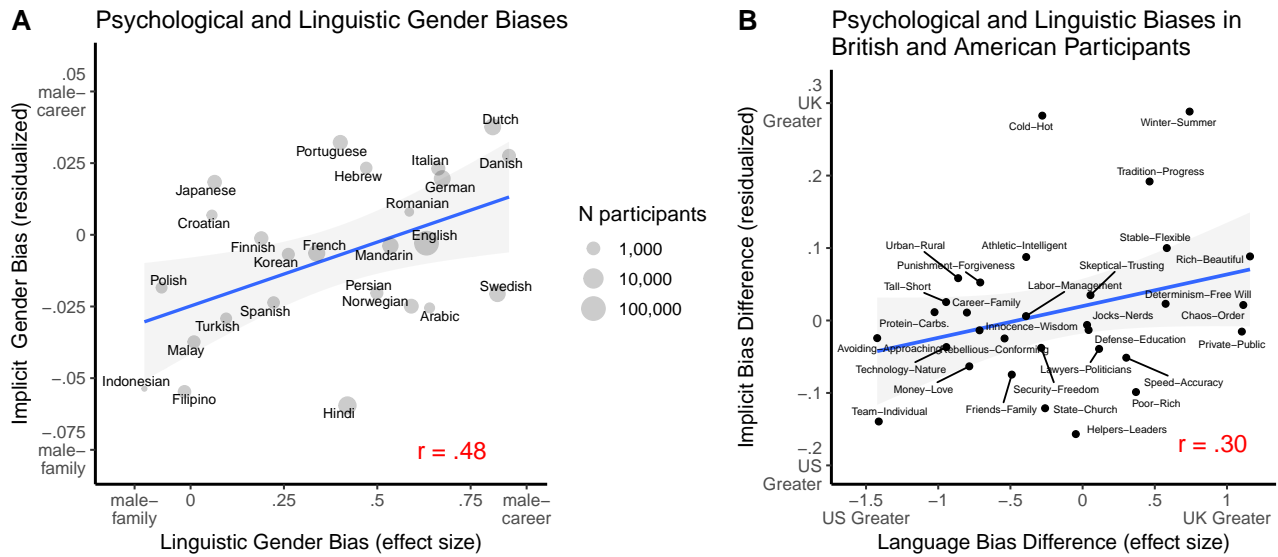 A
Psychological and Linguistic Gender Biases
Implicit Gender Bias (residualized)
.05
male−
career
.025
0
−.025
−.05
−.075
male−
family
Dutch
Portuguese
Italian
Danish
Hebrew
German
Japanese
Romanian
Croatian
English
Finnish
French
Mandarin
Korean
Polish
Persian
Swedish
Norwegian
Spanish
Arabic
Turkish
Malay
Indonesian
Filipino
Hindi
r = .48
male−
family
0
.25
.5
.75
male−
career
Linguistic Gender Bias (effect size)
N participants
1,000
10,000
100,000
B
Psychological and Linguistic Biases in
British and American Participants
Implicit Bias Difference (residualized)
.3
UK
Greater
.2
.1
0
−.1
−.2
US
Greater
Cold−Hot
Winter−Summer
Tradition−Progress
Stable−Flexible
Urban−Rural
Athletic−Intelligent
Rich−Beautiful
Punishment−Forgiveness
Skeptical−Trusting
Tall−Short
Labor−Management
Career−Family
Determinism−Free Will
Protein−Carbs.
Innocence−Wisdom
Jocks−Nerds
Chaos−Order
Defense−Education
Private−Public
Avoiding−Approaching
Rebellious−Conforming
Technology−Nature
Lawyers−Politicians
Money−Love
Security−Freedom
Speed−Accuracy
Team−Individual
Friends−Family
State−Church
Poor−Rich
Helpers−Leaders
r = .30
−1.5
US Greater
−1
−.5
0
.5
1
UK Greater
Language Bias Difference (effect size)